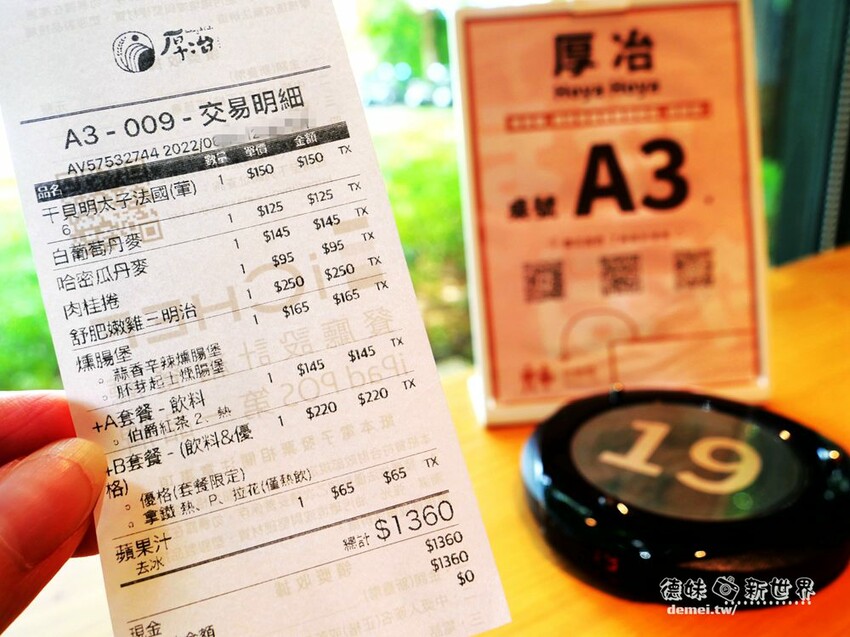 厚冶
A3 - 009 - 交易明細
AV57532744 2022/0
品名 數量 單價 金額
干貝明太子法國(葷) 1 $150 $150 TX
6
白葡萄丹麥 1 $125 $125 TX
哈密瓜丹麥 1 $145 $145 TX
肉桂捲 1 $95 $95 TX
舒肥嫩雞三明治 1 $250 $250 TX
燻腸堡 1 $165 $165 TX
。蒜香辛辣燻腸堡
。胚芽起士燻腸堡
+A套餐 - 飲料 1 $145 $145 TX
。伯爵紅茶 2、熱
+B套餐 - (飲料&優格) 1 $220 $220 TX
。優格(套餐限定)
。拿鐵 熱、P、拉花(僅熱飲)
蘋果汁 1 $65 $65 TX
去冰
總計 $1360
現金 $1360
$1360
$0
厚冶
Hoya Hoya
桌號 A3
19
德味 新世界
demei.tw/